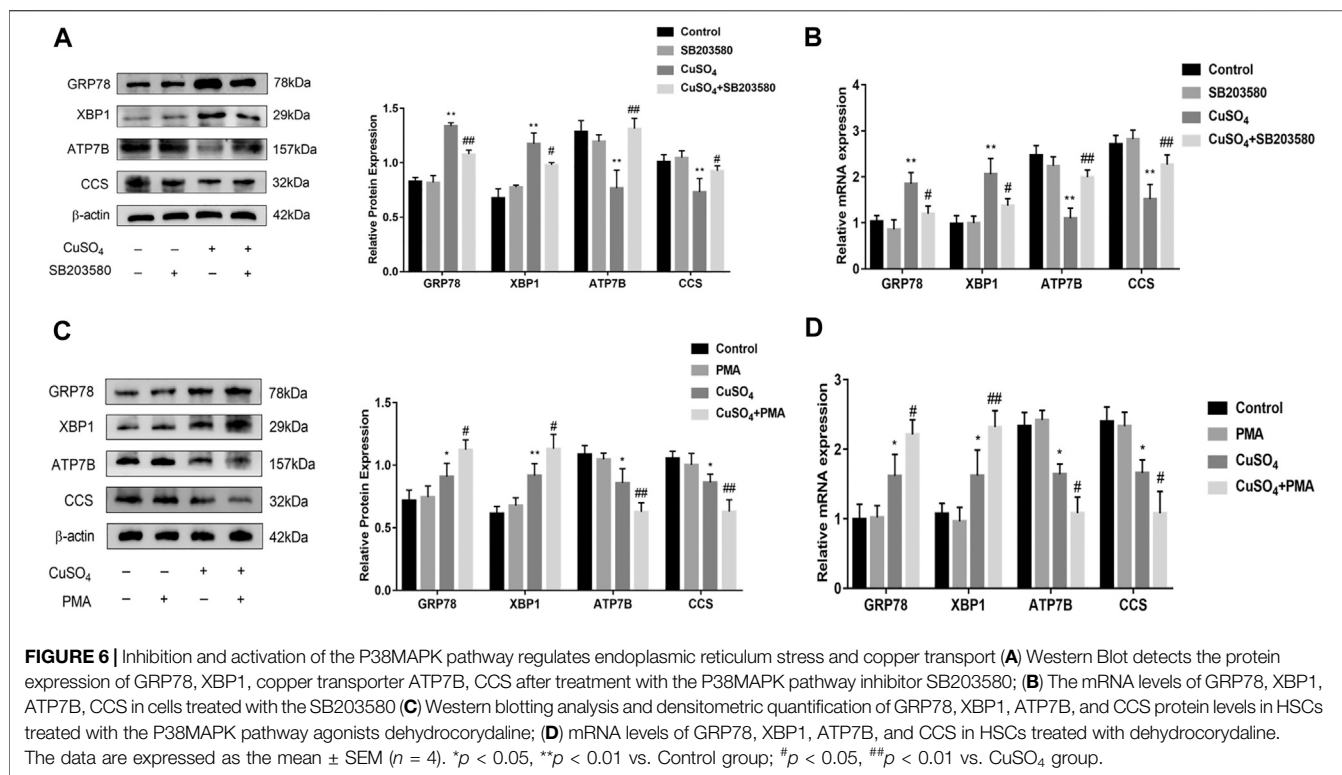 A
GRP78
78kDa
XBP1
29kDa
ATP7B
157kDa
CCS
32kDa
β-actin
42kDa
CuSO₄ – – + +
SB203580 – + – +
Control
SB203580
CuSO₄
CuSO₄+SB203580
Relative Protein Expression
1.5
1.0
0.5
0.0
** ## ** # ** ## ** #
GRP78 XBP1 ATP7B CCS
B
Control
SB203580
CuSO₄
CuSO₄+SB203580
Relative mRNA expression
4
3
2
1
0
** # ** # ** ## ** ##
GRP78 XBP1 ATP7B CCS
C
GRP78
78kDa
XBP1
29kDa
ATP7B
157kDa
CCS
32kDa
β-actin
42kDa
CuSO₄ – – + +
PMA – + – +
Control
PMA
CuSO₄
CuSO₄+PMA
Relative Protein Expression
1.5
1.0
0.5
0.0
* # ** # * ## * ##
GRP78 XBP1 ATP7B CCS
D
Control
PMA
CuSO₄
CuSO₄+PMA
Relative mRNA expression
3
2
1
0
* # * ## * # * #
GRP78 XBP1 ATP7B CCS
FIGURE 6 | Inhibition and activation of the P38MAPK pathway regulates endoplasmic reticulum stress and copper transport (A) Western Blot detects the protein
expression of GRP78, XBP1, copper transporter ATP7B, CCS after treatment with the P38MAPK pathway inhibitor SB203580; (B) The mRNA levels of GRP78, XBP1,
ATP7B, CCS in cells treated with the SB203580 (C) Western blotting analysis and densitometric quantification of GRP78, XBP1, ATP7B, and CCS protein levels in HSCs
treated with the P38MAPK pathway agonists dehydrocorydaline; (D) mRNA levels of GRP78, XBP1, ATP7B, and CCS in HSCs treated with dehydrocorydaline.
The data are expressed as the mean ± SEM (n = 4). *p < 0.05, **p < 0.01 vs. Control group; #p < 0.05, ##p < 0.01 vs. CuSO₄ group.